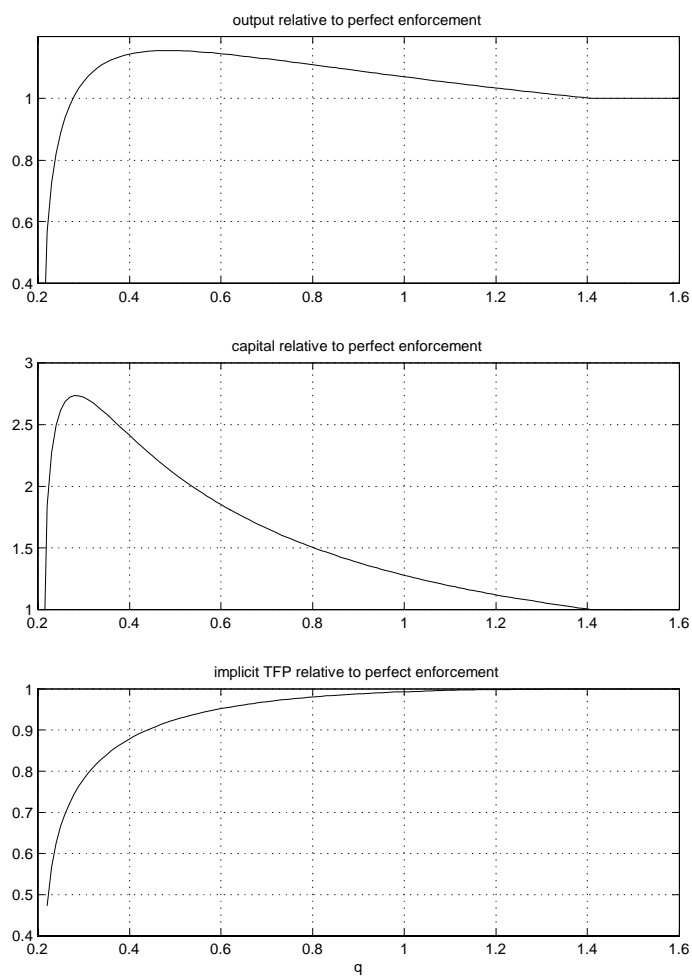 output relative to perfect enforcement
1
0.8
0.6
0.4
0.2 0.4 0.6 0.8 1 1.2 1.4 1.6
capital relative to perfect enforcement
3
2.5
2
1.5
1
0.2 0.4 0.6 0.8 1 1.2 1.4 1.6
implicit TFP relative to perfect enforcement
1
0.9
0.8
0.7
0.6
0.5
0.4
0.2 0.4 0.6 0.8 1 1.2 1.4 1.6
q